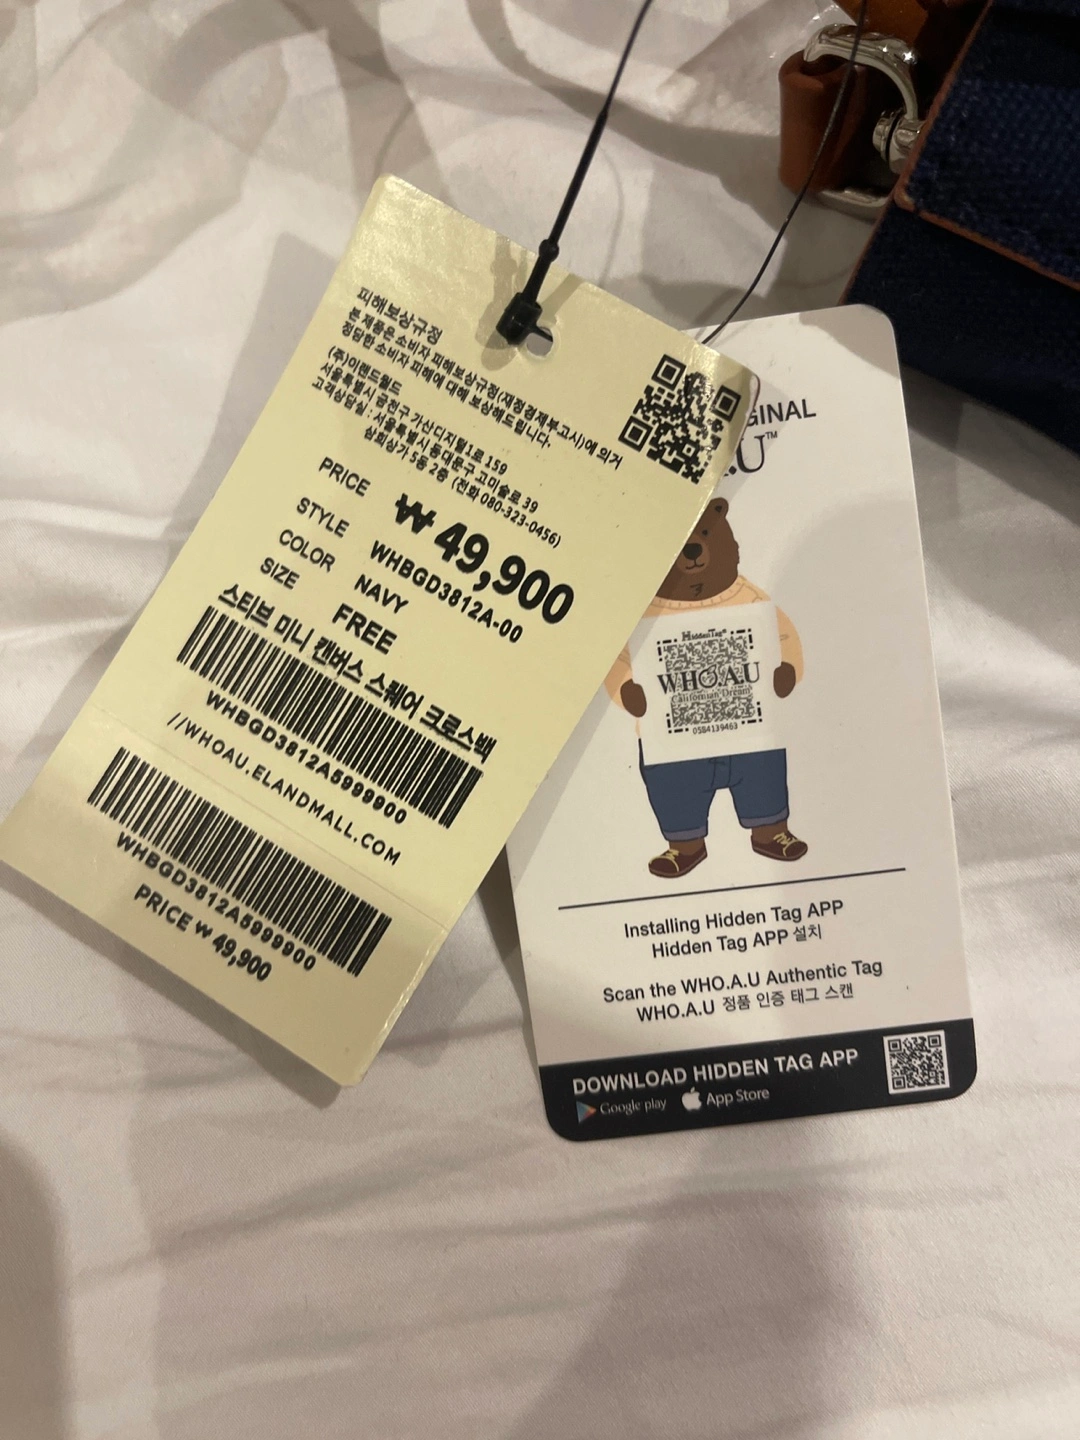 피해보상규정
본 제품은 소비자 피해보상규정(재정경제부고시)에 의거
정당한 소비자 피해에 대해 보상해드립니다.
(주)이랜드월드
서울특별시 금천구 가산디지털1로 159
고객상담실 : 서울특별시 동대문구 고미술로 39
삼희상가 5동 2층 (전화 080-323-0456)
PRICE ₩ 49,900
STYLE WHBGD3812A-00
COLOR NAVY
SIZE FREE
스티브 미니 캔버스 스퀘어 크로스백
WHBGD3812A5999900
//WHOAU.ELANDMALL.COM
WHBGD3812A5999900
PRICE ₩ 49,900
GINAL
.U™
HiddenTag®
WHO.A.U
Californian Dream
0584139463
Installing Hidden Tag APP
Hidden Tag APP 설치
Scan the WHO.A.U Authentic Tag
WHO.A.U 정품 인증 태그 스캔
DOWNLOAD HIDDEN TAG APP
Google play App Store